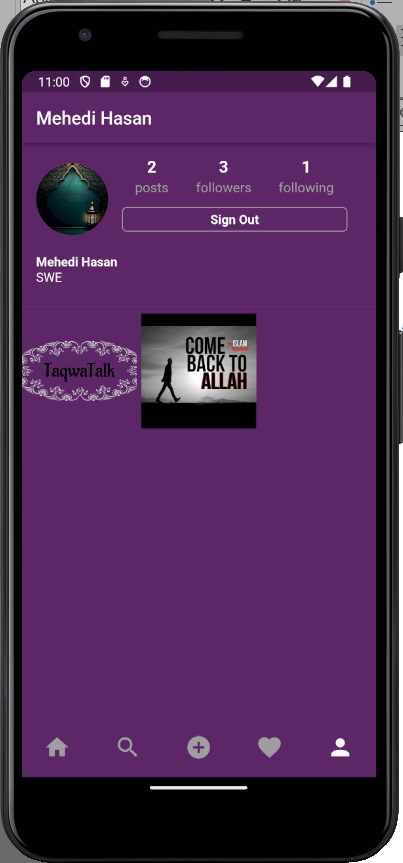 11:00
Mehedi Hasan
2 3 1
posts followers following
Sign Out
Mehedi Hasan
SWE
TaqwaTalk
COME
BACK TO
ALLAH
ISLAM